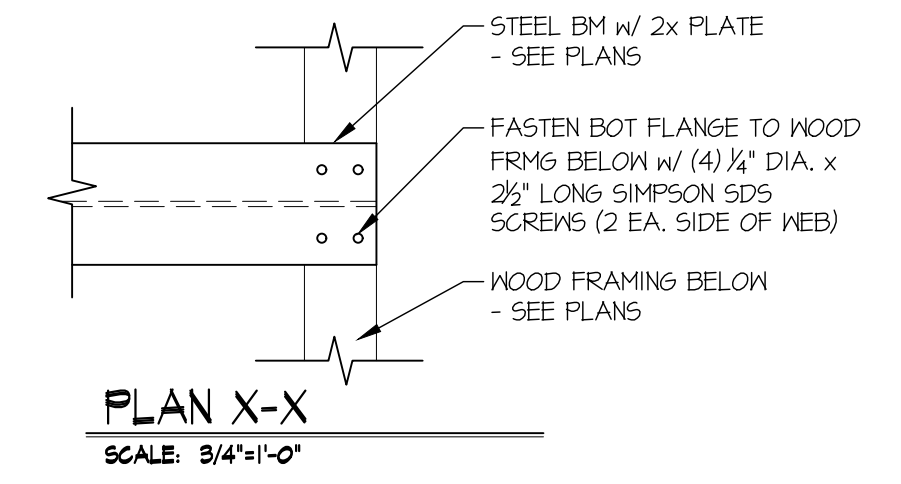 STEEL BM w/ 2x PLATE
- SEE PLANS
FASTEN BOT FLANGE TO WOOD
FRMG BELOW w/ (4) 1/4" DIA. x
2 1/2" LONG SIMPSON SDS
SCREWS (2 EA. SIDE OF WEB)
WOOD FRAMING BELOW
- SEE PLANS
PLAN X-X
SCALE: 3/4"=1'-0"